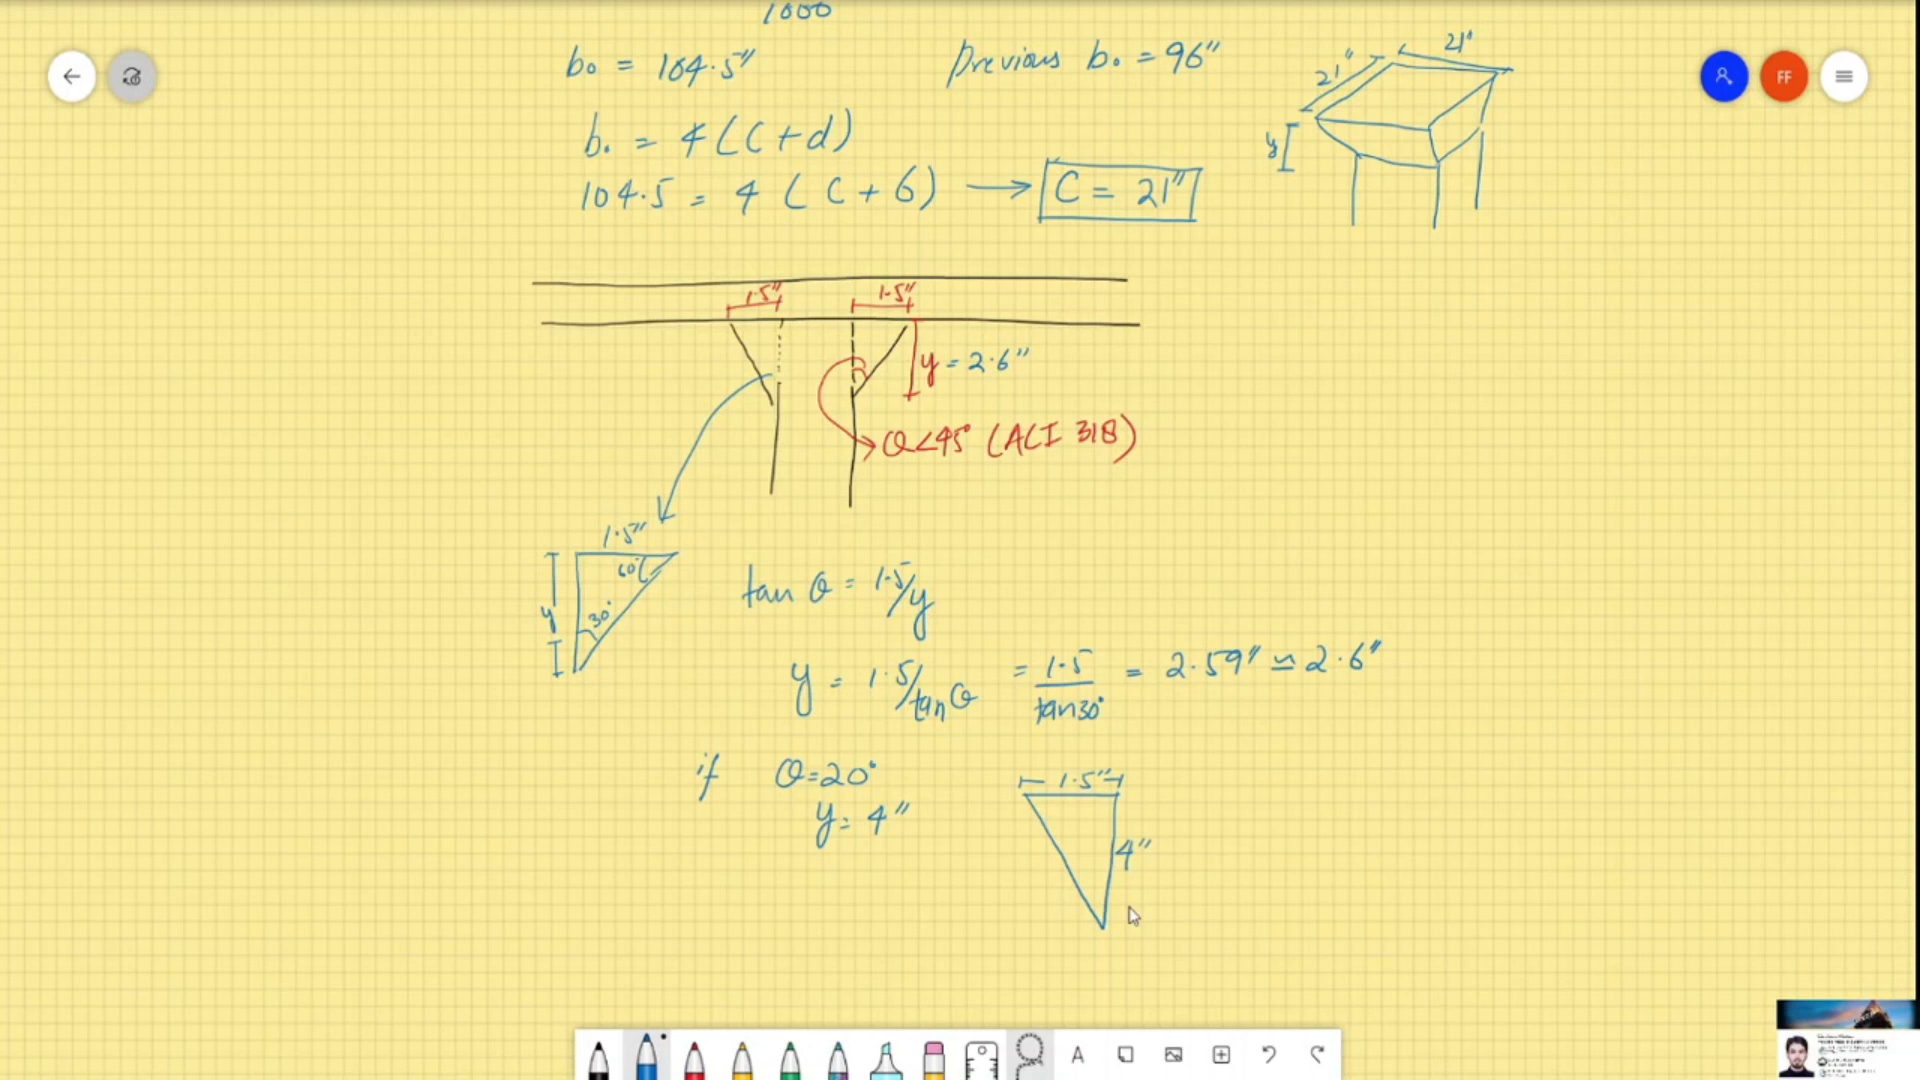 1000
b₀ = 104.5" Previous b₀ = 96"
21"
21"
b₀ = 4(C+d)
y
104.5 = 4 (C + 6) → C = 21"
1.5" 1.5"
y = 2.6"
θ<45° (ACI 318)
1.5"
60°
30°
y
tan θ = 1.5/y
y = 1.5/tanθ = 1.5/tan30° = 2.59" ≃ 2.6"
if θ=20°
y= 4"
1.5"
4"
FF
A